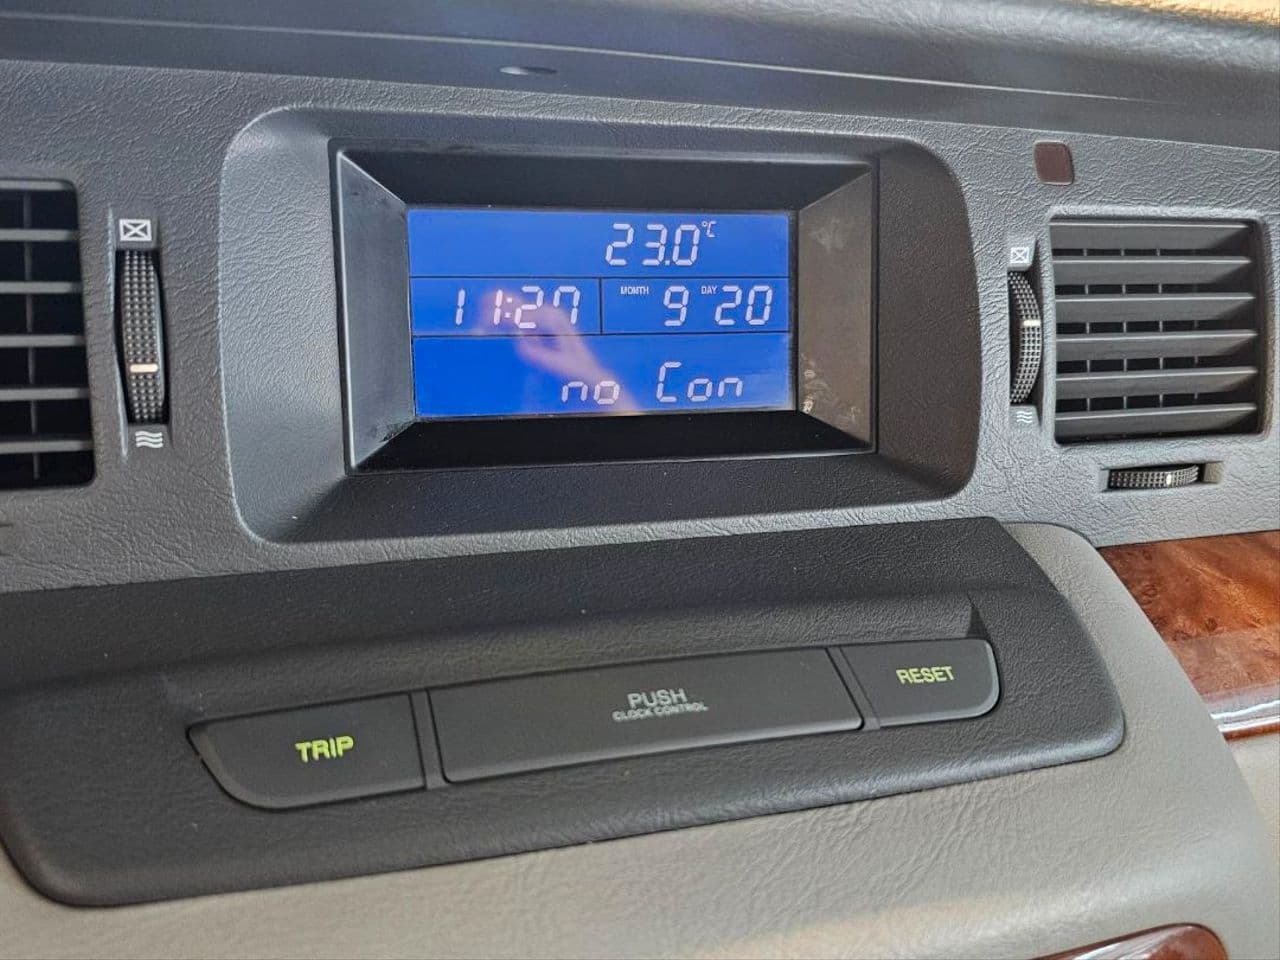 23.0°C
11:27 MONTH 9 DAY 20
no Con
TRIP
PUSH
CLOCK CONTROL
RESET